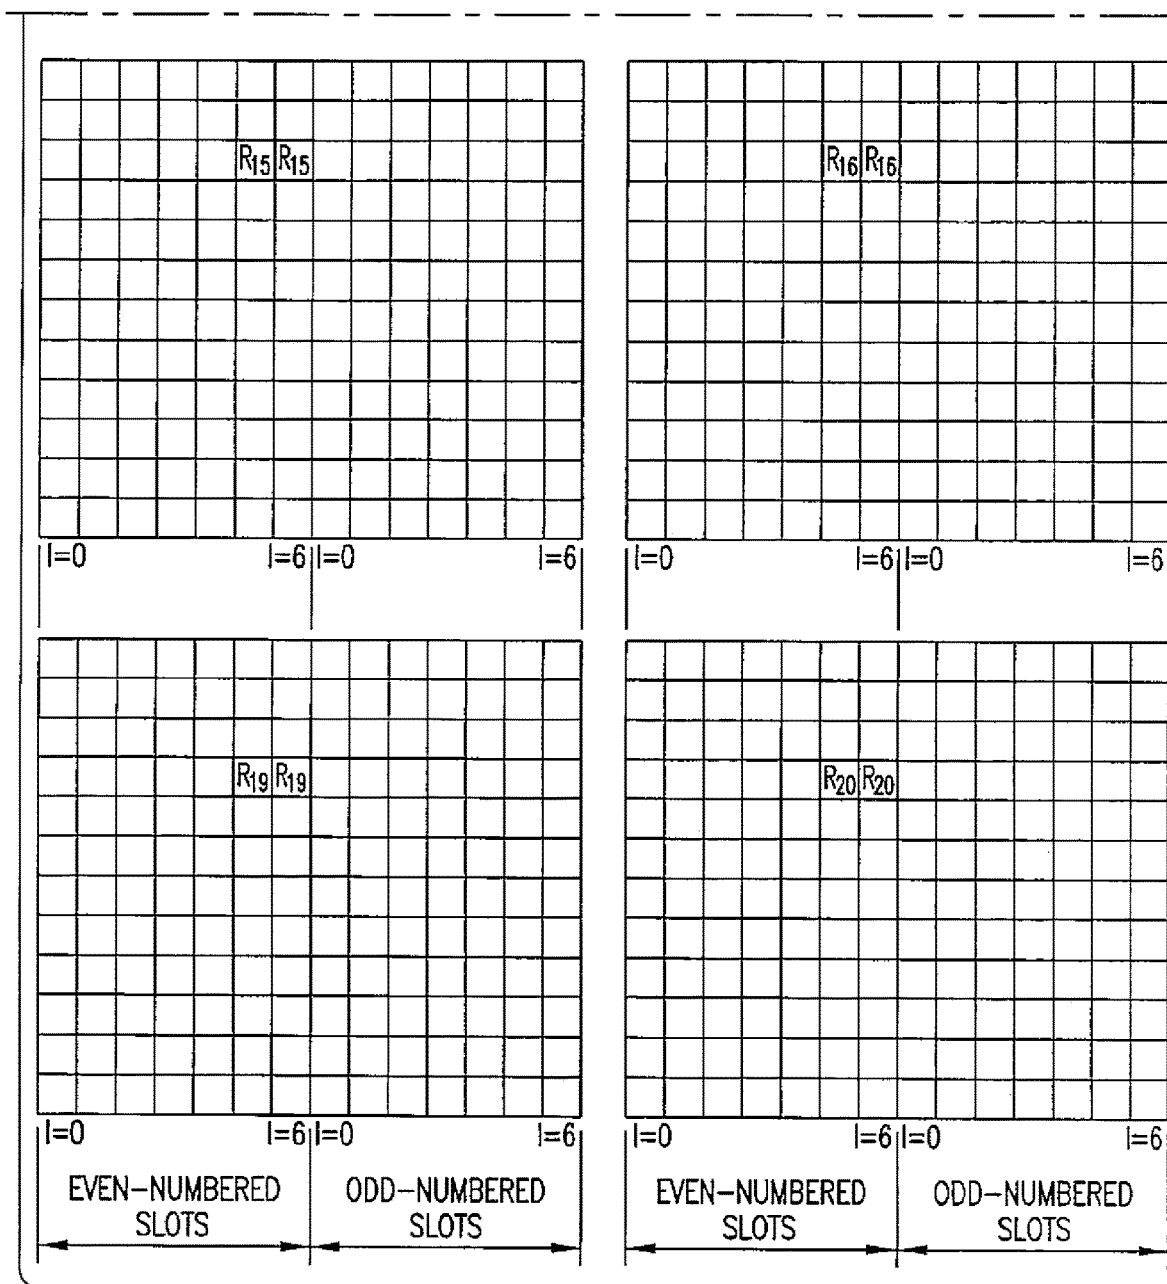 R15 R15 R16 R16
l=0 l=6 l=0 l=6 l=0 l=6 l=0 l=6
R19 R19 R20 R20
l=0 l=6 l=0 l=6 l=0 l=6 l=0 l=6
EVEN-NUMBERED SLOTS
ODD-NUMBERED SLOTS
EVEN-NUMBERED SLOTS
ODD-NUMBERED SLOTS